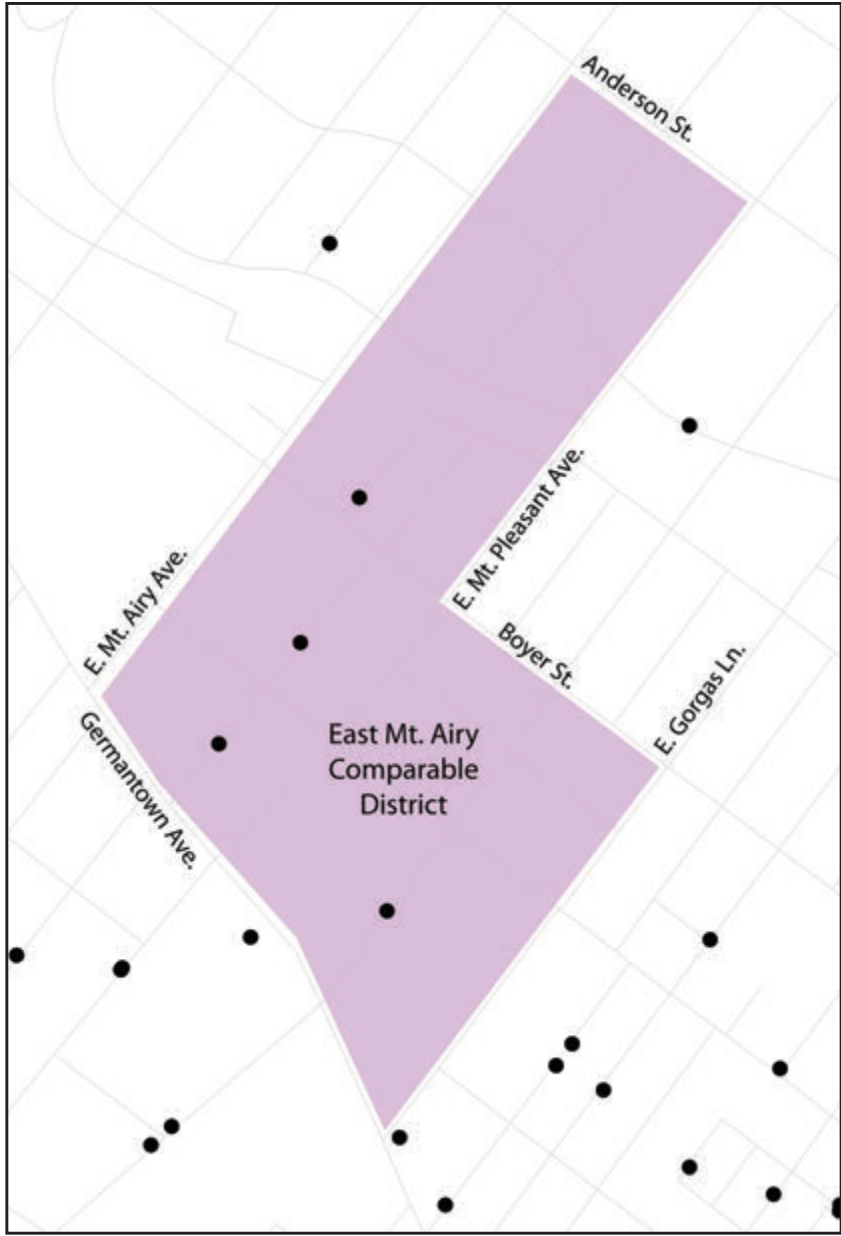 Anderson St.
E. Mt. Pleasant Ave.
E. Mt. Airy Ave.
Boyer St.
E. Gorgas Ln.
Germantown Ave.
East Mt. Airy
Comparable
District